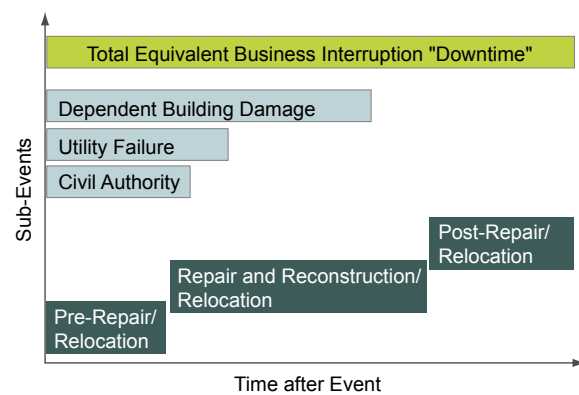 Total Equivalent Business Interruption "Downtime"
Dependent Building Damage
Utility Failure
Civil Authority
Sub-Events
Post-Repair/
Relocation
Repair and Reconstruction/
Relocation
Pre-Repair/
Relocation
Time after Event